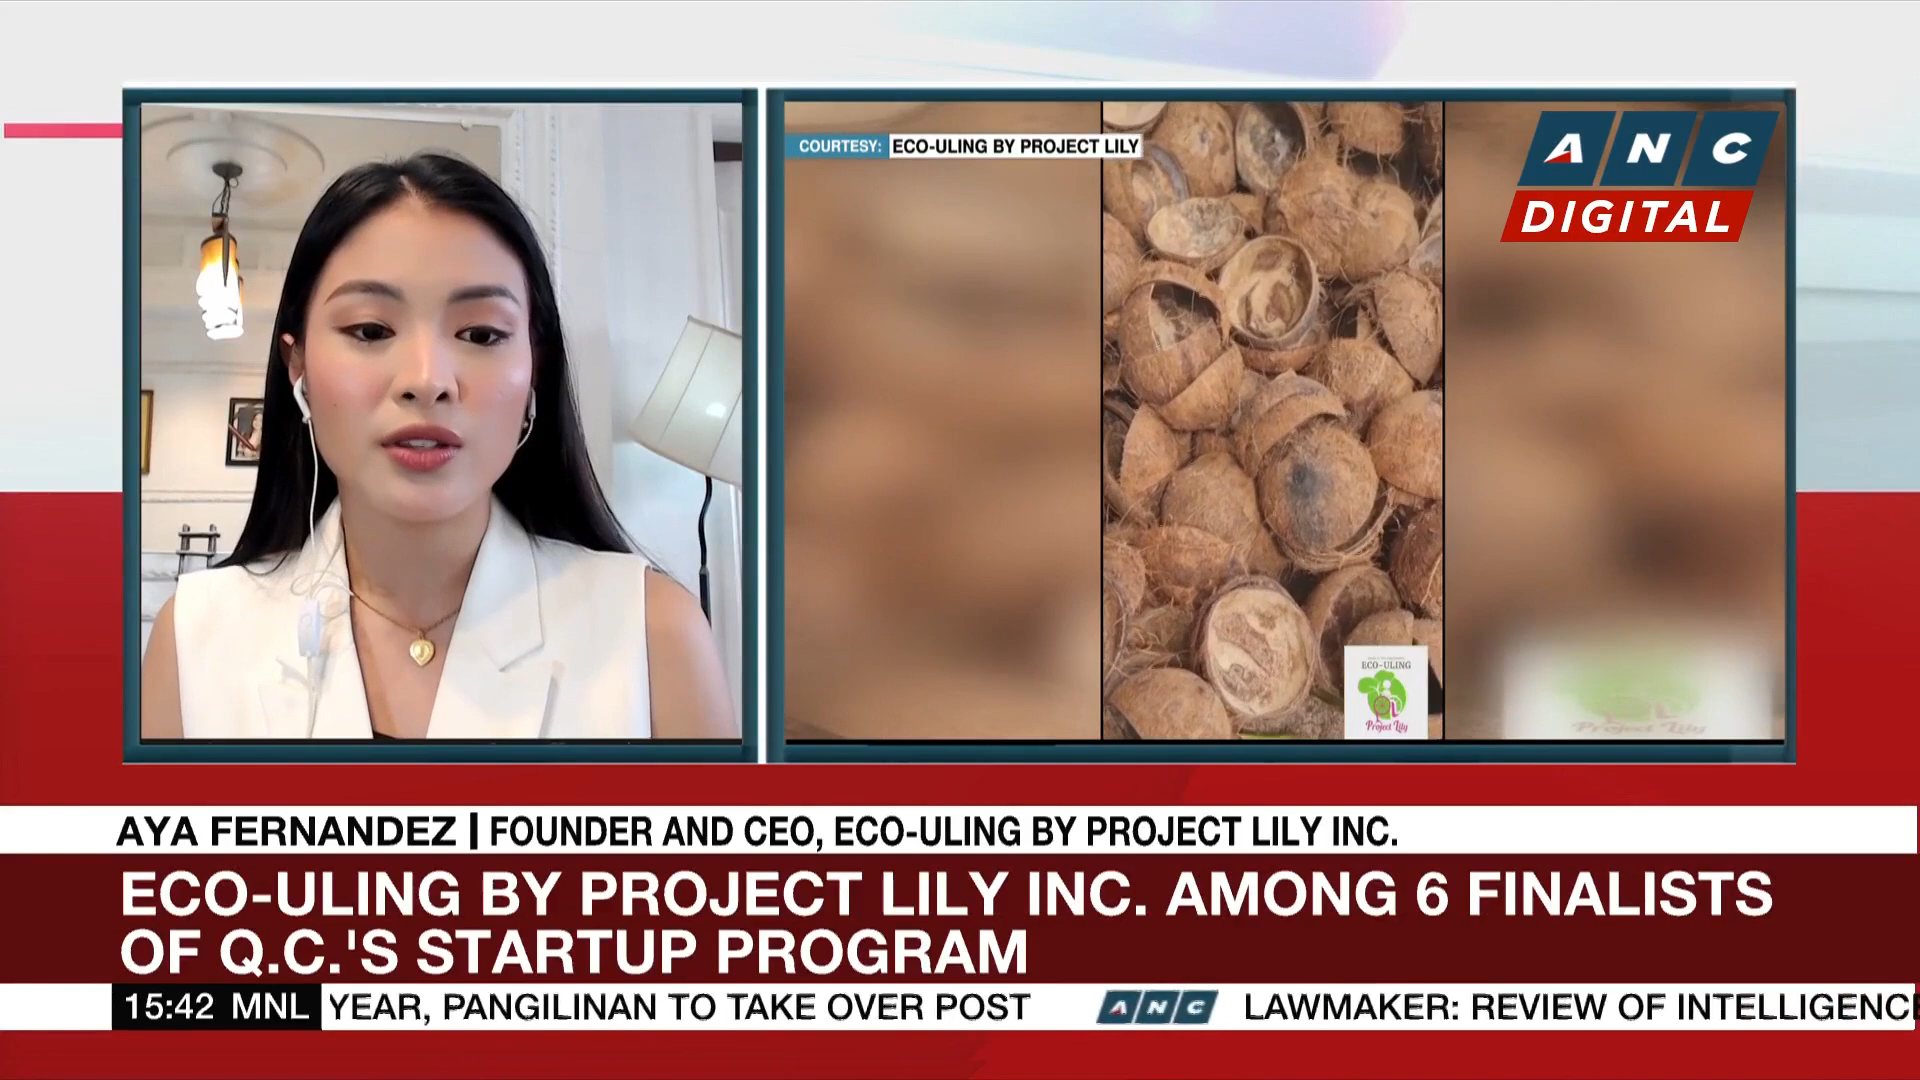 COURTESY: ECO-ULING BY PROJECT LILY
ANC
DIGITAL
ECO-ULING
Project Lily
AYA FERNANDEZ | FOUNDER AND CEO, ECO-ULING BY PROJECT LILY INC.
ECO-ULING BY PROJECT LILY INC. AMONG 6 FINALISTS
OF Q.C.'S STARTUP PROGRAM
15:42 MNL YEAR, PANGILINAN TO TAKE OVER POST ANC LAWMAKER: REVIEW OF INTELLIGENCE